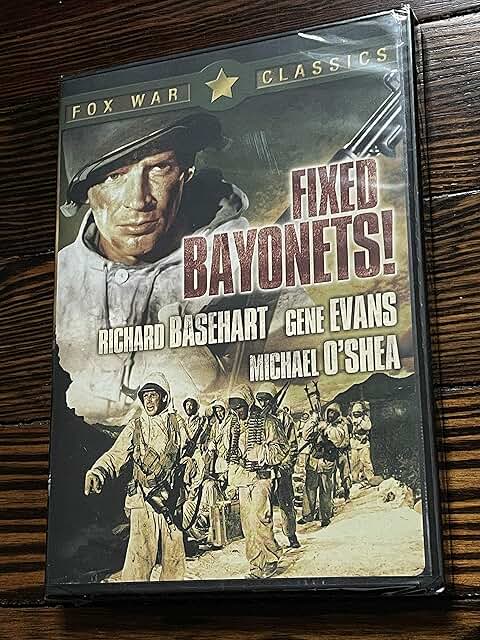 FOX WAR CLASSICS
FIXED
BAYONETS!
RICHARD BASEHART GENE EVANS
MICHAEL O'SHEA